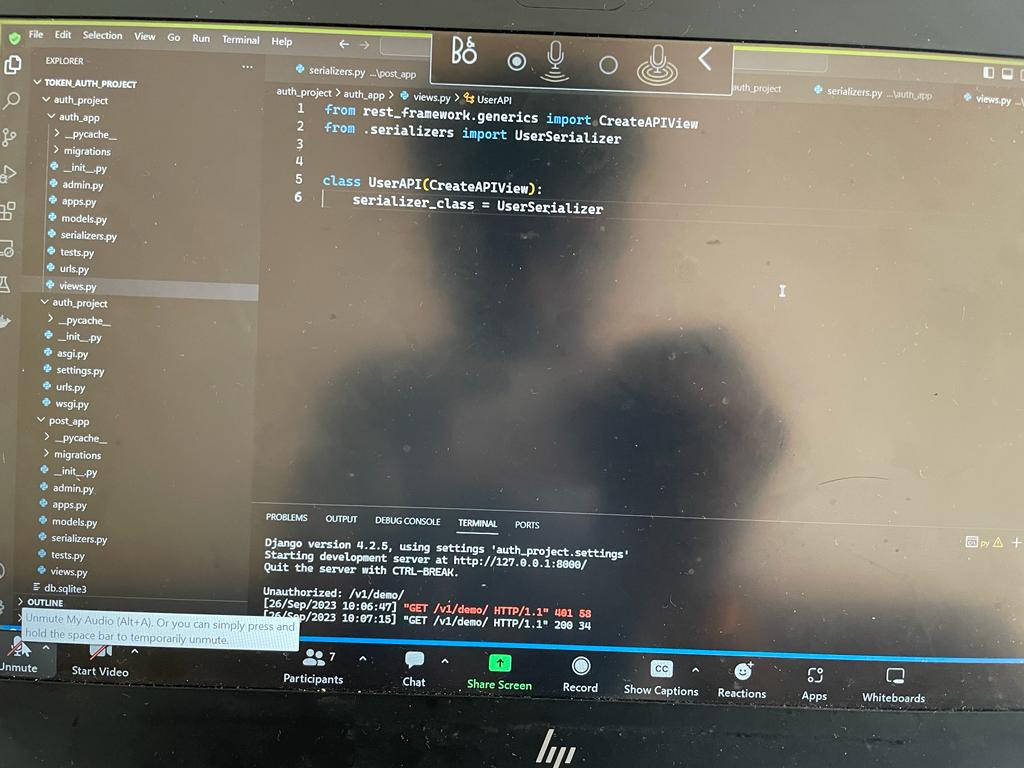 File Edit Selection View Go Run Terminal Help
B&O
EXPLORER
TOKEN_AUTH_PROJECT
auth_project
auth_app
__pycache__
migrations
__init__.py
admin.py
apps.py
models.py
serializers.py
tests.py
urls.py
views.py
auth_project
__pycache__
__init__.py
asgi.py
settings.py
urls.py
wsgi.py
post_app
__pycache__
migrations
__init__.py
admin.py
apps.py
models.py
serializers.py
tests.py
views.py
db.sqlite3
OUTLINE
serializers.py ...\post_app
auth_project
serializers.py ...\auth_app
views.py
auth_project > auth_app > views.py > UserAPI
1 from rest_framework.generics import CreateAPIView
2 from .serializers import UserSerializer
3
4
5 class UserAPI(CreateAPIView):
6 serializer_class = UserSerializer
PROBLEMS OUTPUT DEBUG CONSOLE TERMINAL PORTS
py
Django version 4.2.5, using settings 'auth_project.settings'
Starting development server at http://127.0.0.1:8000/
Quit the server with CTRL-BREAK.
Unauthorized: /v1/demo/
[26/Sep/2023 10:06:47] "GET /v1/demo/ HTTP/1.1" 401 58
[26/Sep/2023 10:07:15] "GET /v1/demo/ HTTP/1.1" 200 34
Unmute My Audio (Alt+A). Or you can simply press and
hold the space bar to temporarily unmute.
Unmute Start Video Participants 7 Chat Share Screen Record CC Show Captions Reactions Apps Whiteboards
hp